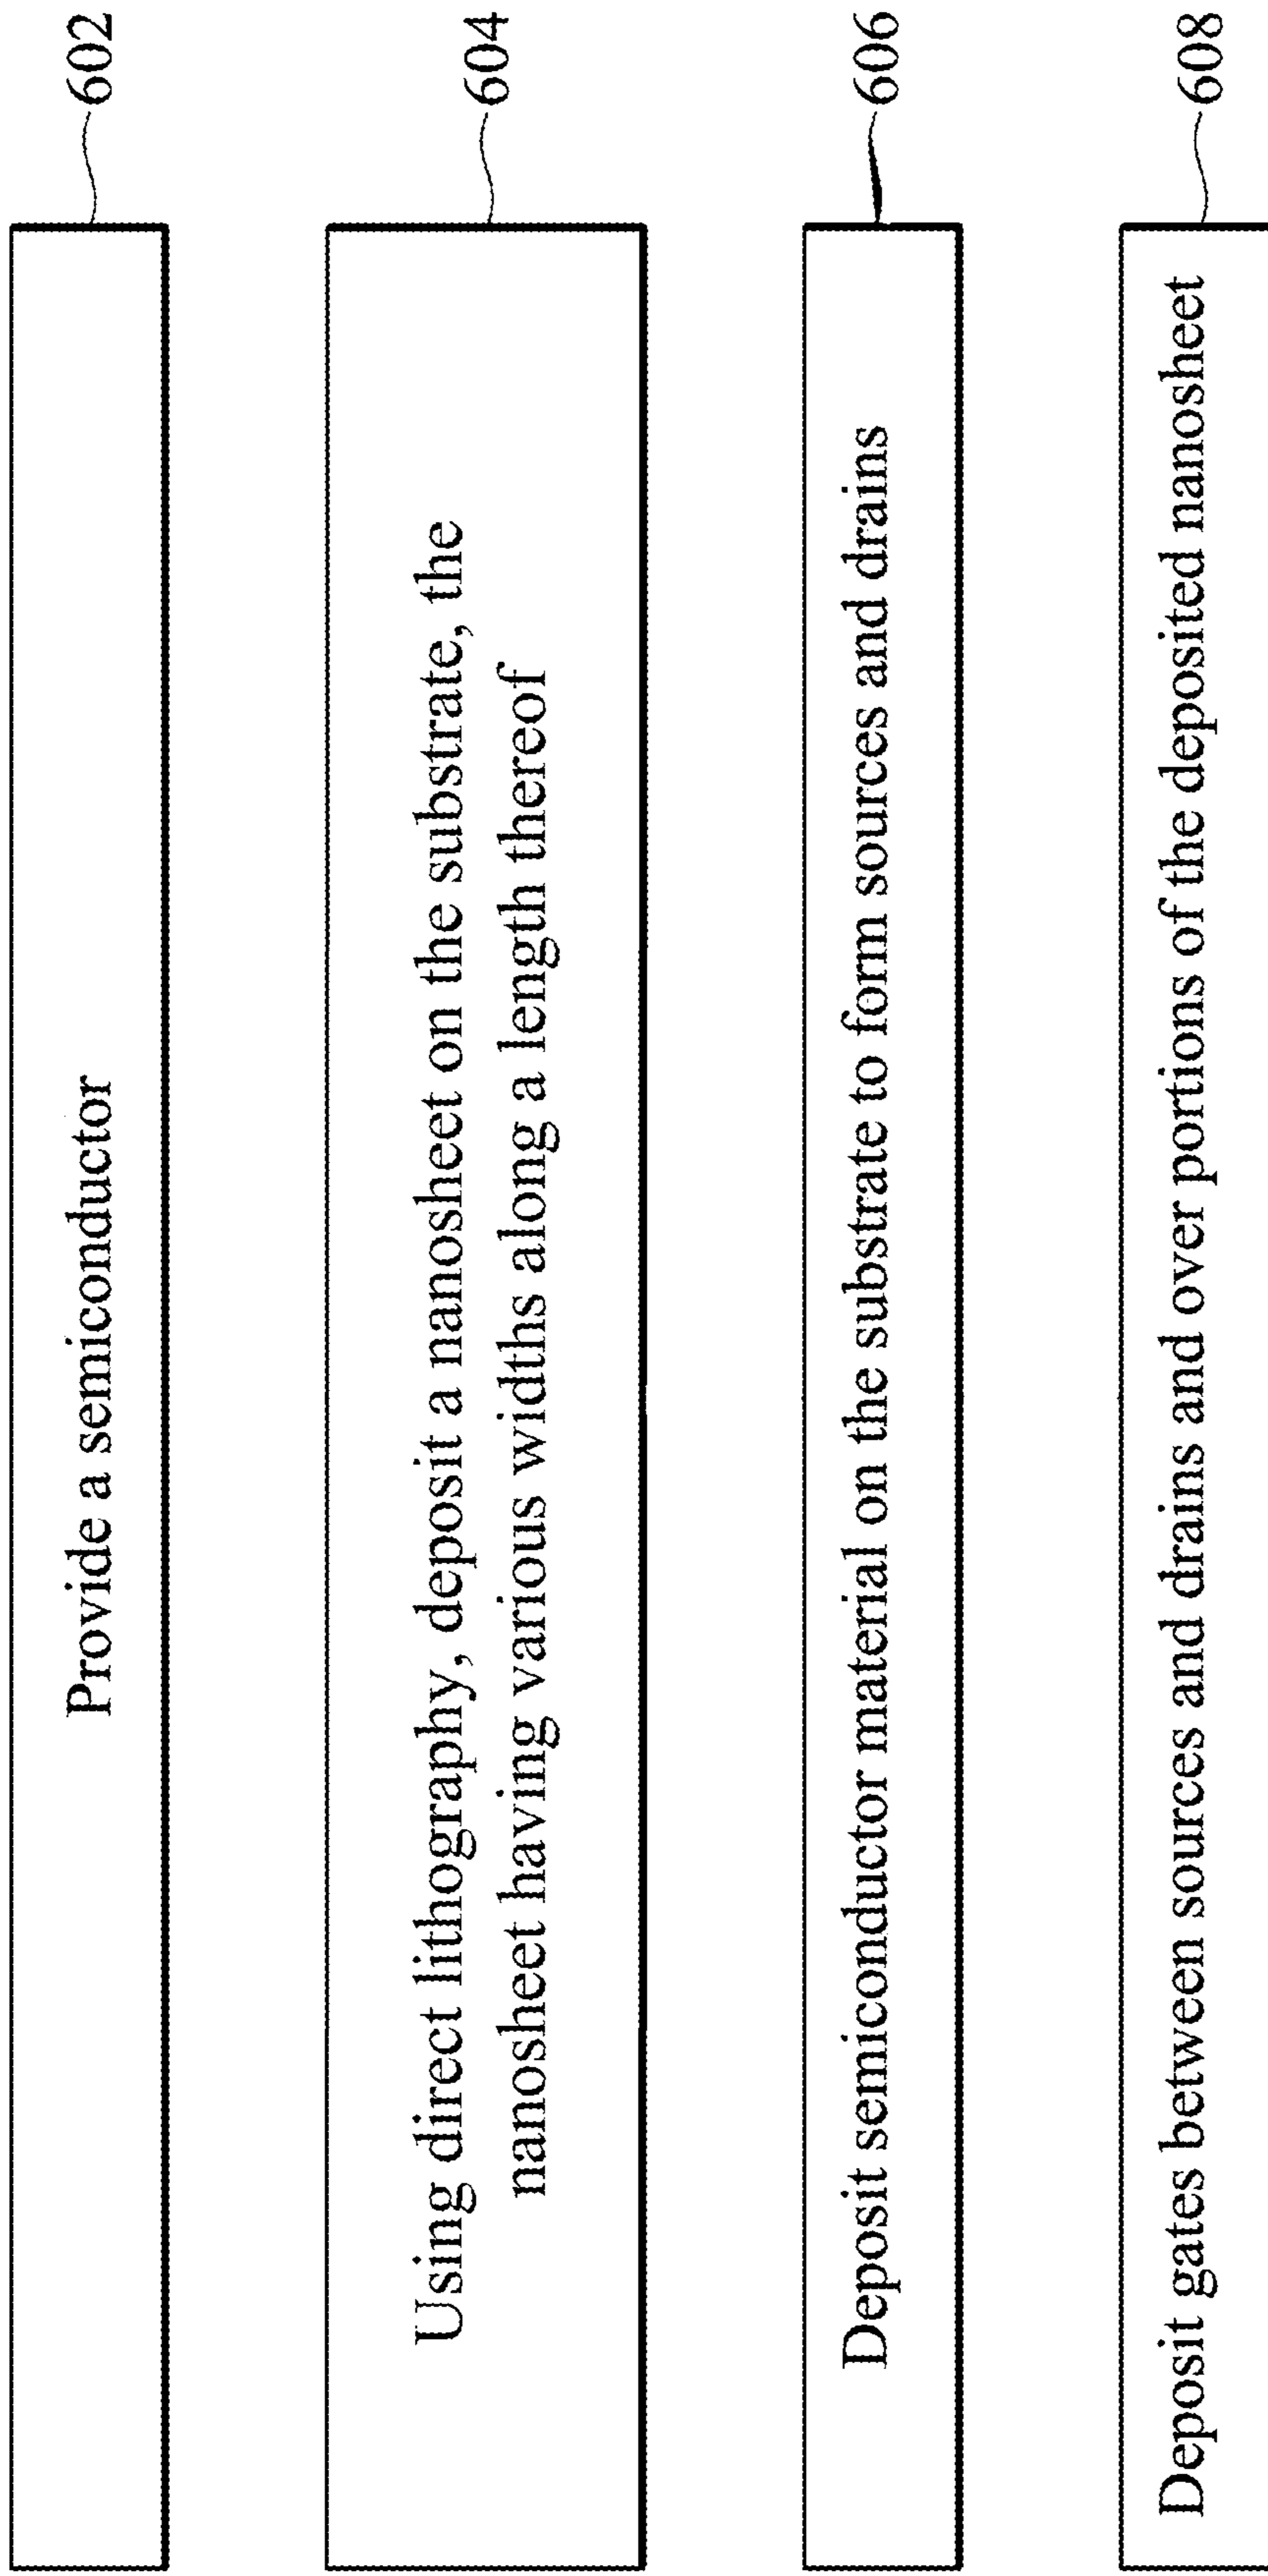 Provide a semiconductor
602
Using direct lithography, deposit a nanosheet on the substrate, the
nanosheet having various widths along a length thereof
604
Deposit semiconductor material on the substrate to form sources and drains
606
Deposit gates between sources and drains and over portions of the deposited nanosheet
608